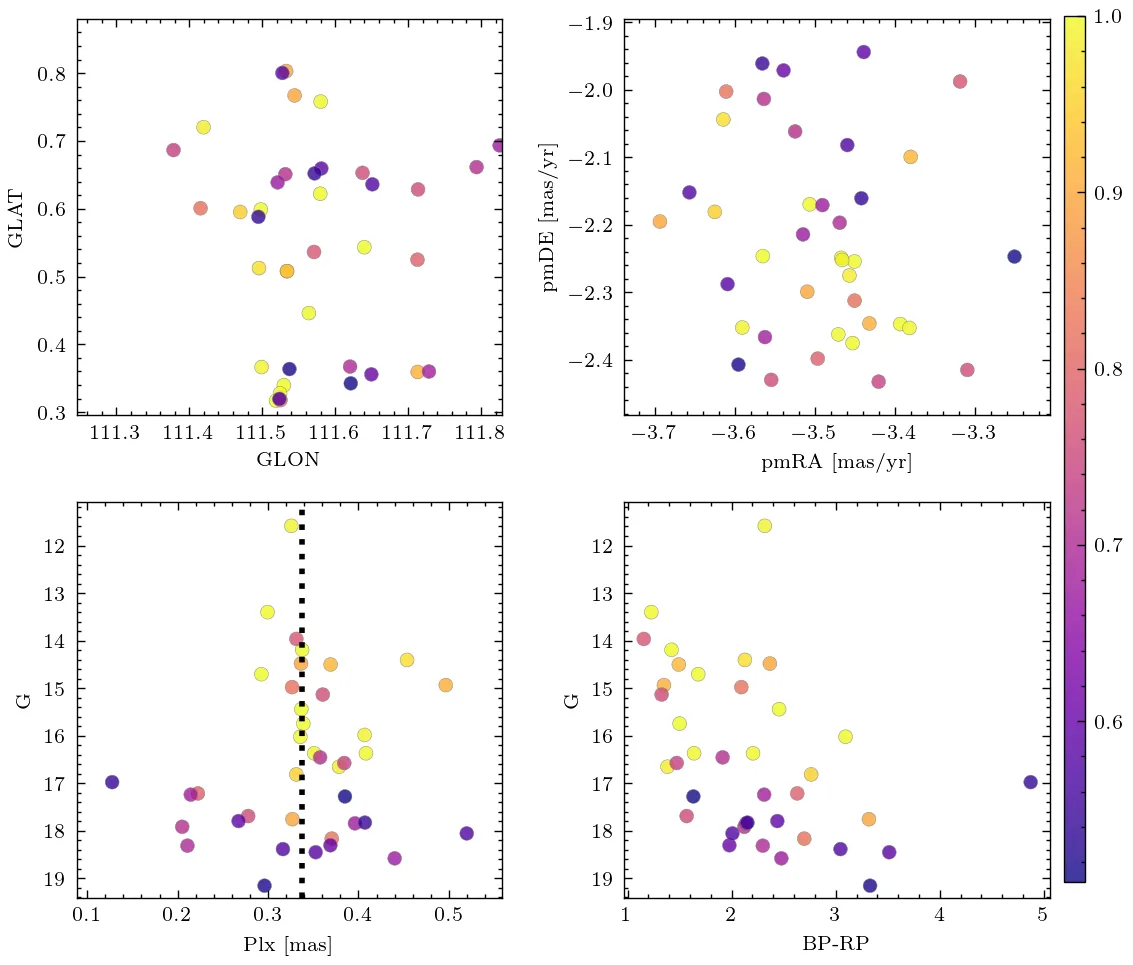 0.8
0.7
0.6
0.5
0.4
0.3
GLAT
111.3 111.4 111.5 111.6 111.7 111.8
GLON
−1.9
−2.0
−2.1
−2.2
−2.3
−2.4
pmDE [mas/yr]
−3.7 −3.6 −3.5 −3.4 −3.3
pmRA [mas/yr]
12
13
14
15
16
17
18
19
G
0.1 0.2 0.3 0.4 0.5
Plx [mas]
12
13
14
15
16
17
18
19
G
1 2 3 4 5
BP-RP
1.0
0.9
0.8
0.7
0.6